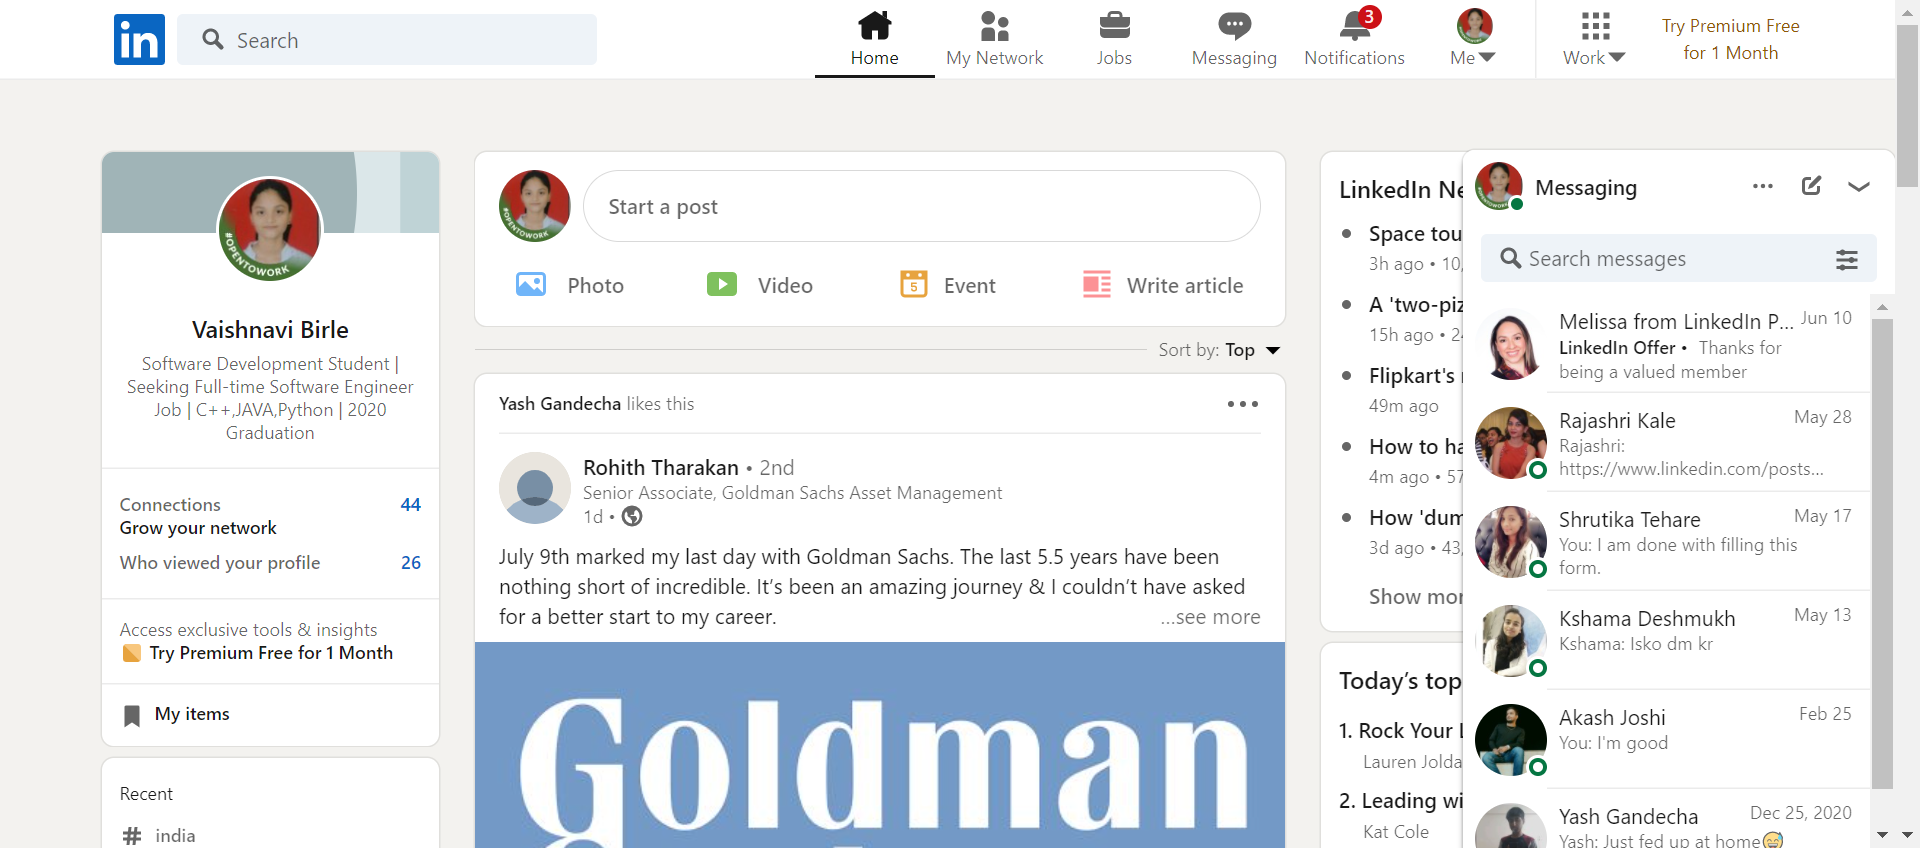 in
Search
Home
My Network
Jobs
Messaging
3
Notifications
Me
Work
Try Premium Free
for 1 Month
#OPENTOWORK
Vaishnavi Birle
Software Development Student |
Seeking Full-time Software Engineer
Job | C++,JAVA,Python | 2020
Graduation
Connections 44
Grow your network
Who viewed your profile 26
Access exclusive tools & insights
Try Premium Free for 1 Month
My items
Recent
# india
#OPENTOWORK
Start a post
Photo
Video
5
Event
Write article
Sort by: Top
Yash Gandecha likes this
Rohith Tharakan • 2nd
Senior Associate, Goldman Sachs Asset Management
1d •
July 9th marked my last day with Goldman Sachs. The last 5.5 years have been
nothing short of incredible. It’s been an amazing journey & I couldn’t have asked
for a better start to my career.
...see more
Goldman
LinkedIn Ne
Space tou
3h ago • 10,
A 'two-piz
15h ago • 24
Flipkart's
49m ago
How to ha
4m ago • 57
How 'dum
3d ago • 43,
Show mor
Today’s top
1. Rock Your
Lauren Jolda
2. Leading wi
Kat Cole
Messaging
Search messages
Melissa from LinkedIn P... Jun 10
LinkedIn Offer • Thanks for
being a valued member
Rajashri Kale May 28
Rajashri:
https://www.linkedin.com/posts...
Shrutika Tehare May 17
You: I am done with filling this
form.
Kshama Deshmukh May 13
Kshama: Isko dm kr
Akash Joshi Feb 25
You: I'm good
Yash Gandecha Dec 25, 2020
Yash: Just fed up at home😅